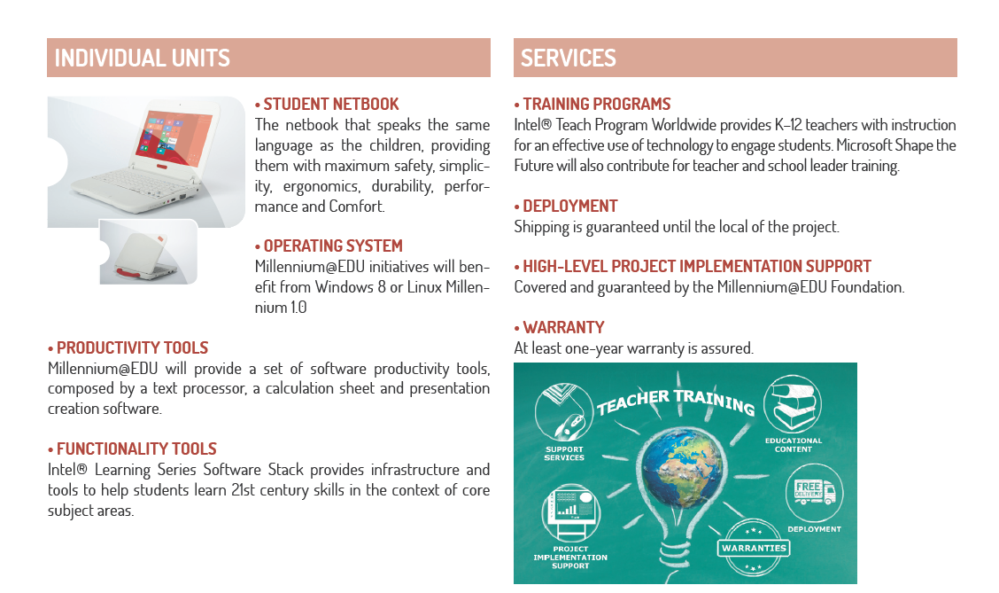 INDIVIDUAL UNITS
• STUDENT NETBOOK
The netbook that speaks the same
language as the children, providing
them with maximum safety, simplic-
ity, ergonomics, durability, perfor-
mance and Comfort.
• OPERATING SYSTEM
Millennium@EDU initiatives will ben-
efit from Windows 8 or Linux Millen-
nium 1.0
• PRODUCTIVITY TOOLS
Millennium@EDU will provide a set of software productivity tools,
composed by a text processor, a calculation sheet and presentation
creation software.
• FUNCTIONALITY TOOLS
Intel® Learning Series Software Stack provides infrastructure and
tools to help students learn 21st century skills in the context of core
subject areas.
SERVICES
• TRAINING PROGRAMS
Intel® Teach Program Worldwide provides K-12 teachers with instruction
for an effective use of technology to engage students. Microsoft Shape the
Future will also contribute for teacher and school leader training.
• DEPLOYMENT
Shipping is guaranteed until the local of the project.
• HIGH-LEVEL PROJECT IMPLEMENTATION SUPPORT
Covered and guaranteed by the Millennium@EDU Foundation.
• WARRANTY
At least one-year warranty is assured.
TEACHER TRAINING
SUPPORT
SERVICES
EDUCATIONAL
CONTENT
FREE
DELIVERY
DEPLOYMENT
PROJECT
IMPLEMENTATION
SUPPORT
WARRANTIES